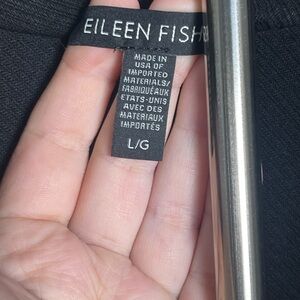 EILEEN FISH
MADE IN
USA OF
IMPORTED
MATERIALS/
FABRIQUÉ AUX
ETATS-UNIS
AVEC DES
MATERIAUX
IMPORTÉS
L/G